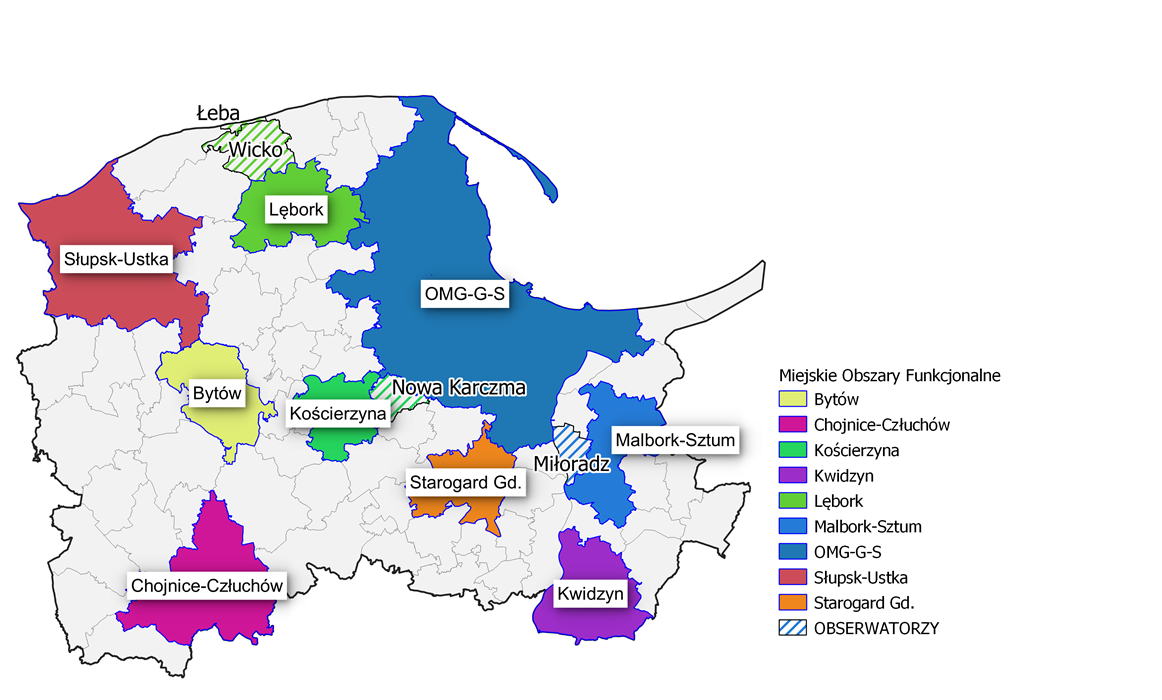 Łeba
Wicko
Lębork
Słupsk-Ustka
OMG-G-S
Bytów
Nowa Karczma
Kościerzyna
Malbork-Sztum
Miłoradz
Starogard Gd.
Chojnice-Człuchów
Kwidzyn
Miejskie Obszary Funkcjonalne
Bytów
Chojnice-Człuchów
Kościerzyna
Kwidzyn
Lębork
Malbork-Sztum
OMG-G-S
Słupsk-Ustka
Starogard Gd.
OBSERWATORZY